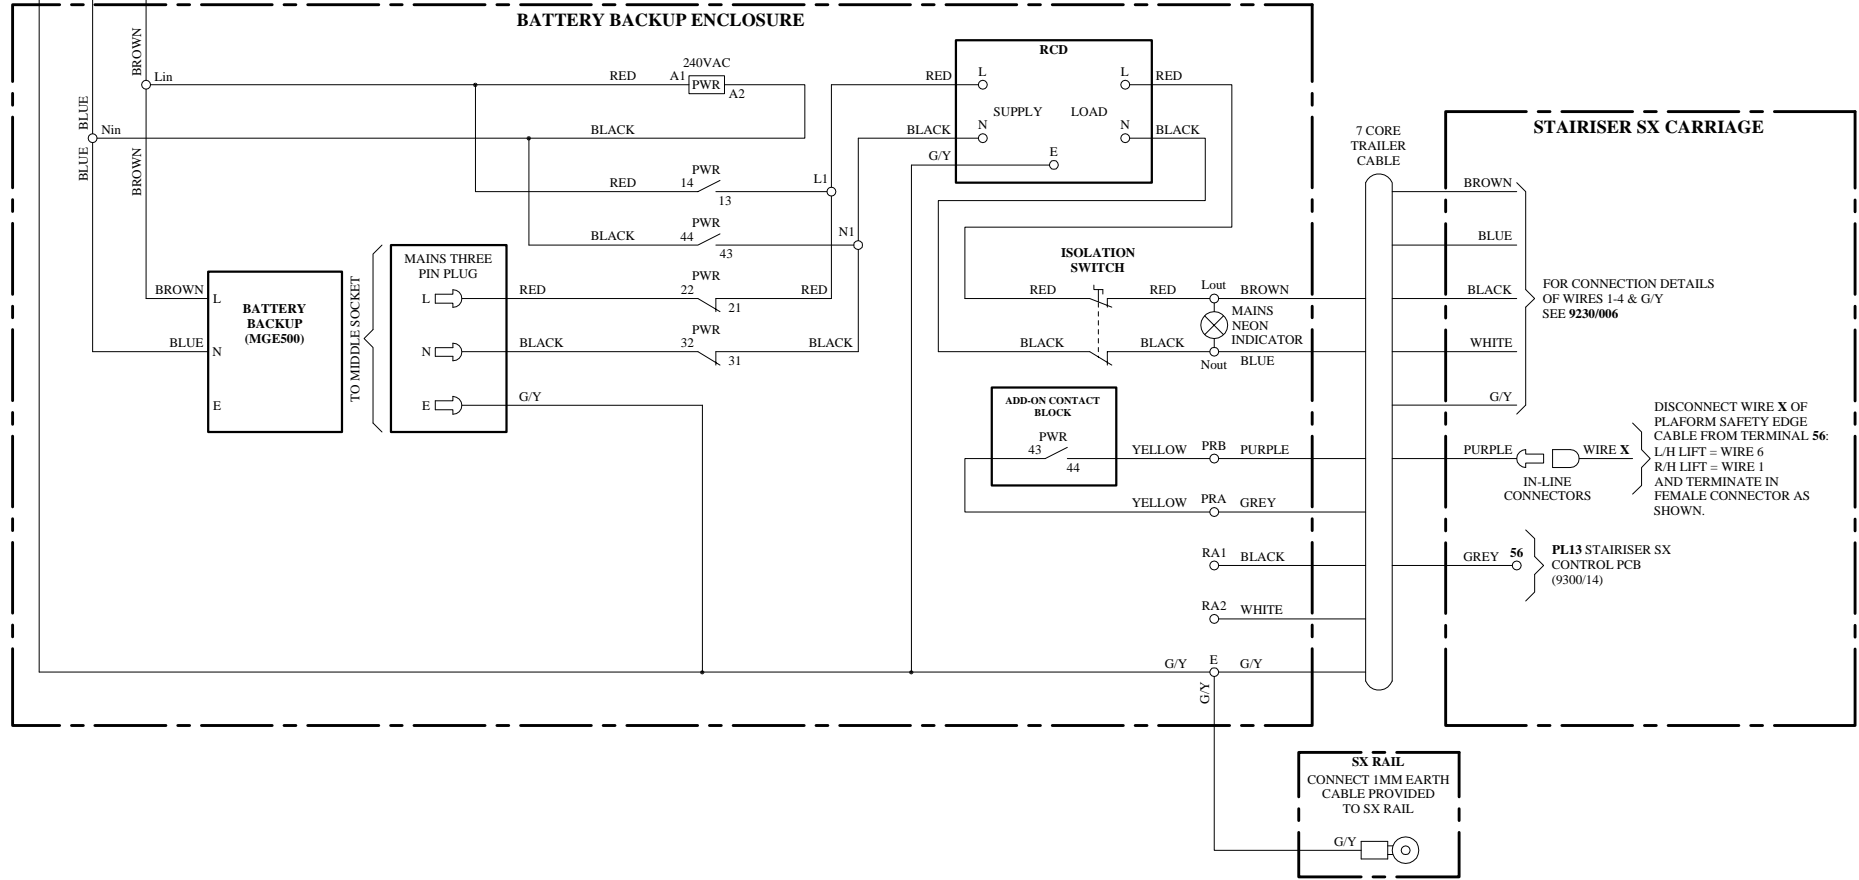 BATTERY BACKUP ENCLOSURE
BROWN
BLUE
Lin
Nin
BLUE
BROWN
RED
A1
240VAC
PWR
A2
BLACK
RED
14
PWR
13
L1
BLACK
44
PWR
43
N1
RED
BLACK
G/Y
RCD
L
L
SUPPLY
LOAD
N
N
E
RED
BLACK
BROWN
BLUE
L
N
E
BATTERY
BACKUP
(MGE500)
TO MIDDLE SOCKET
MAINS THREE
PIN PLUG
L
N
E
RED
22
PWR
21
RED
BLACK
32
PWR
31
BLACK
G/Y
ISOLATION
SWITCH
RED
RED
Lout
BROWN
MAINS
NEON
INDICATOR
BLACK
BLACK
Nout
BLUE
ADD-ON CONTACT
BLOCK
PWR
43
44
YELLOW
PRB
PURPLE
YELLOW
PRA
GREY
RA1
BLACK
RA2
WHITE
G/Y
E
G/Y
G/Y
7 CORE
TRAILER
CABLE
STAIRISER SX CARRIAGE
BROWN
BLUE
BLACK
WHITE
G/Y
FOR CONNECTION DETAILS
OF WIRES 1-4 & G/Y
SEE 9230/006
PURPLE
WIRE X
IN-LINE
CONNECTORS
DISCONNECT WIRE X OF
PLAFORM SAFETY EDGE
CABLE FROM TERMINAL 56:
L/H LIFT = WIRE 6
R/H LIFT = WIRE 1
AND TERMINATE IN
FEMALE CONNECTOR AS
SHOWN.
GREY
56
PL13 STAIRISER SX
CONTROL PCB
(9300/14)
SX RAIL
CONNECT 1MM EARTH
CABLE PROVIDED
TO SX RAIL
G/Y